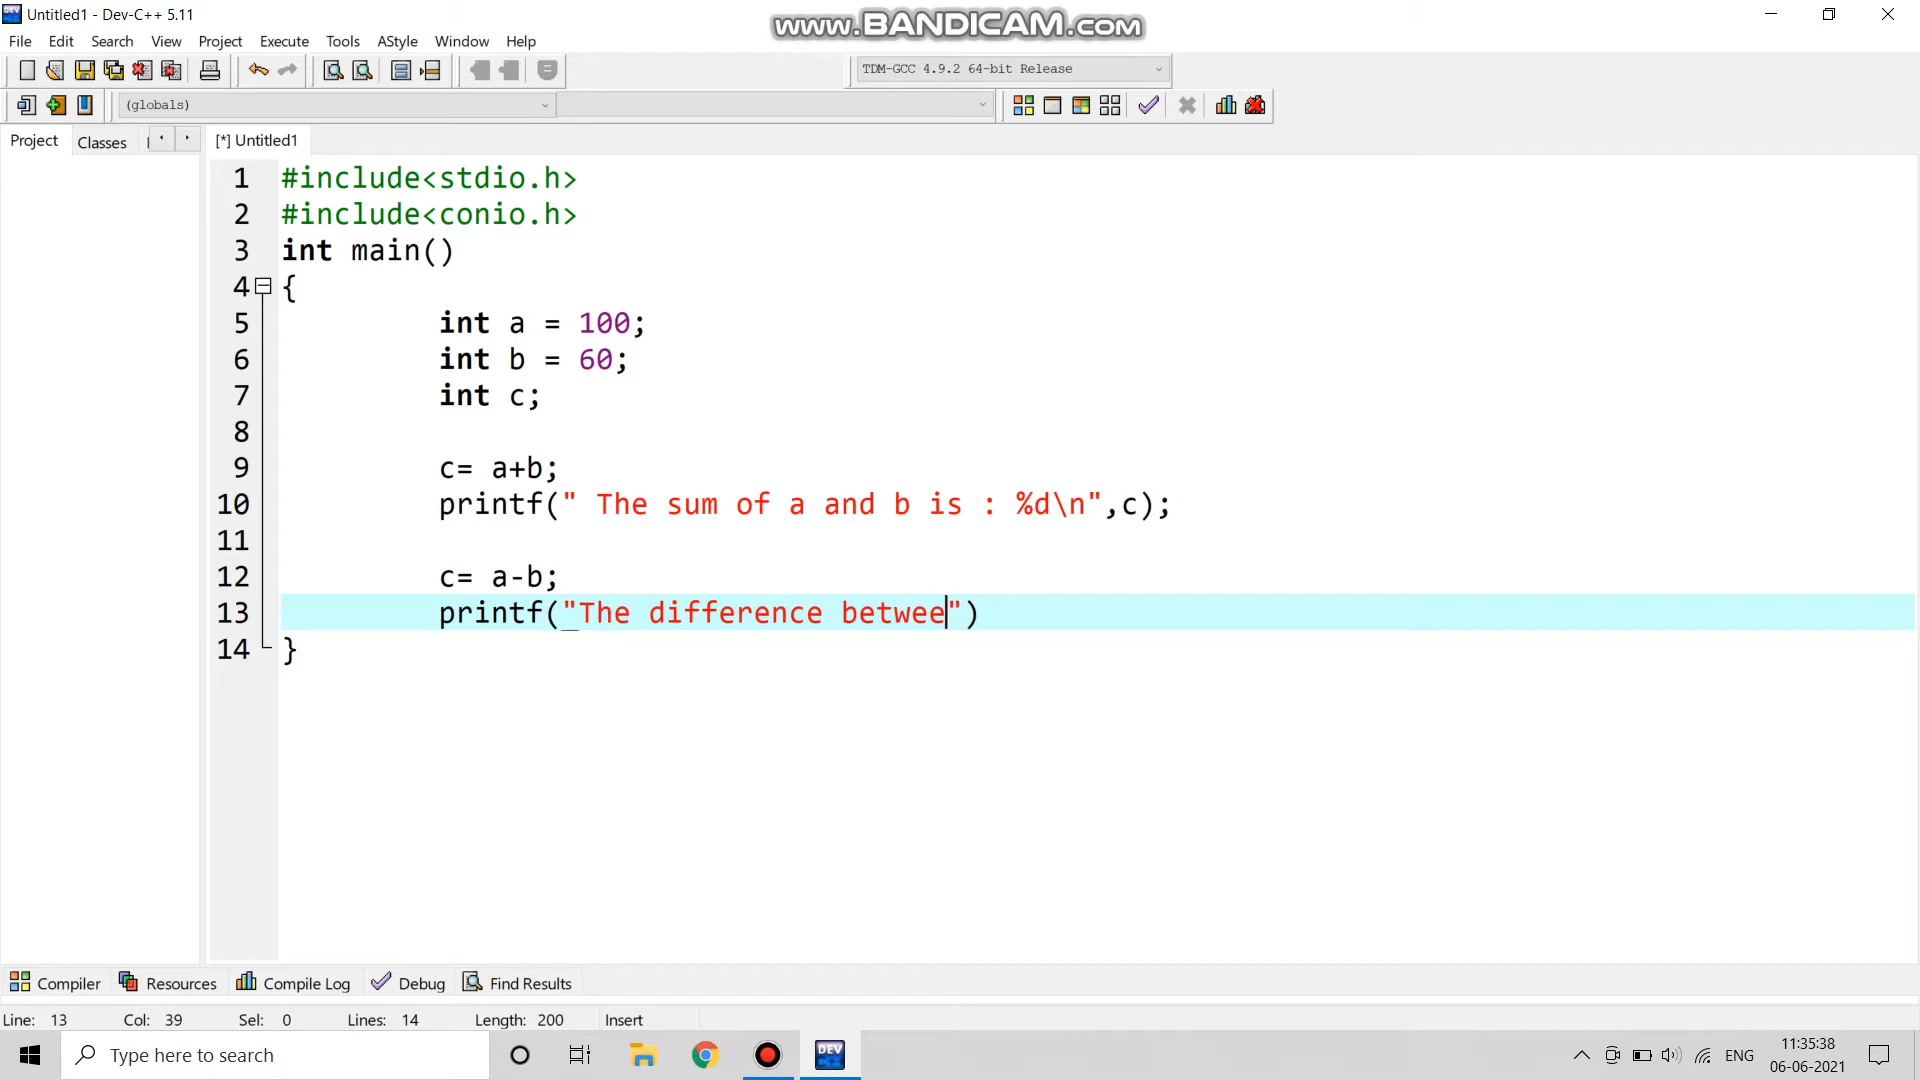 Untitled1 - Dev-C++ 5.11
www.BANDICAM.com
File Edit Search View Project Execute Tools AStyle Window Help
TDM-GCC 4.9.2 64-bit Release
(globals)
Project Classes [*] Untitled1
1 #include<stdio.h>
2 #include<conio.h>
3 int main()
4 {
5 int a = 100;
6 int b = 60;
7 int c;
8
9 c= a+b;
10 printf(" The sum of a and b is : %d\n",c);
11
12 c= a-b;
13 printf("The difference betwee")
14 }
Compiler Resources Compile Log Debug Find Results
Line: 13 Col: 39 Sel: 0 Lines: 14 Length: 200 Insert
Type here to search
DEV C++
ENG
11:35:38
06-06-2021